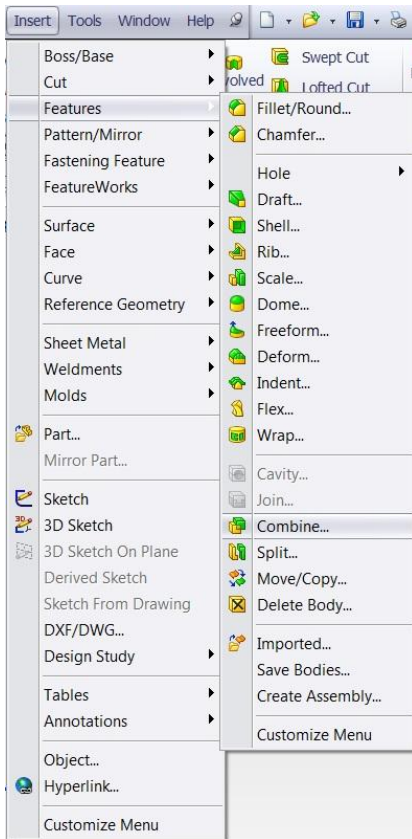 Insert Tools Window Help
Swept Cut
volved
Lofted Cut
Boss/Base
Cut
Features
Pattern/Mirror
Fastening Feature
FeatureWorks
Surface
Face
Curve
Reference Geometry
Sheet Metal
Weldments
Molds
Part...
Mirror Part...
Sketch
3D Sketch
3D Sketch On Plane
Derived Sketch
Sketch From Drawing
DXF/DWG...
Design Study
Tables
Annotations
Object...
Hyperlink...
Customize Menu
Fillet/Round...
Chamfer...
Hole
Draft...
Shell...
Rib...
Scale...
Dome...
Freeform...
Deform...
Indent...
Flex...
Wrap...
Cavity...
Join...
Combine...
Split...
Move/Copy...
Delete Body...
Imported...
Save Bodies...
Create Assembly...
Customize Menu